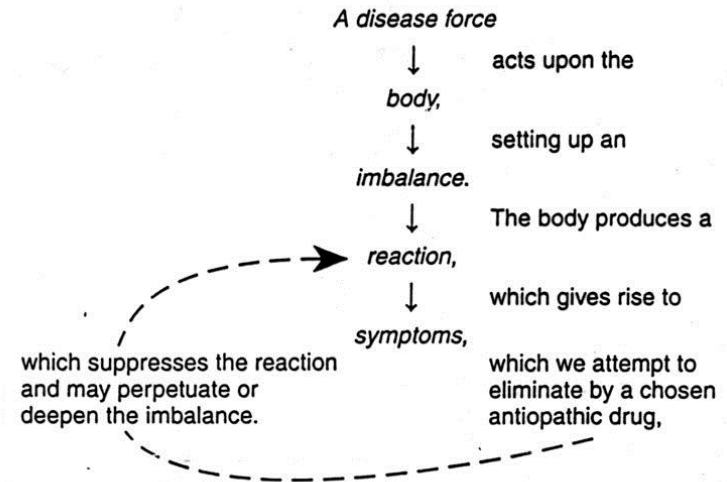 A disease force
acts upon the
body,
setting up an
imbalance.
The body produces a
reaction,
which gives rise to
symptoms,
which we attempt to
eliminate by a chosen
antiopathic drug,
which suppresses the reaction
and may perpetuate or
deepen the imbalance.